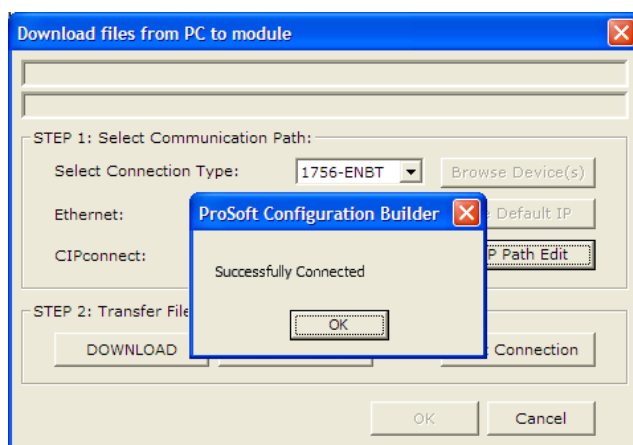 Download files from PC to module
STEP 1: Select Communication Path:
Select Connection Type: 1756-ENBT Browse Device(s)
Ethernet: Default IP
ProSoft Configuration Builder
CIPconnect: P Path Edit
Successfully Connected
OK
STEP 2: Transfer File
DOWNLOAD Connection
OK Cancel